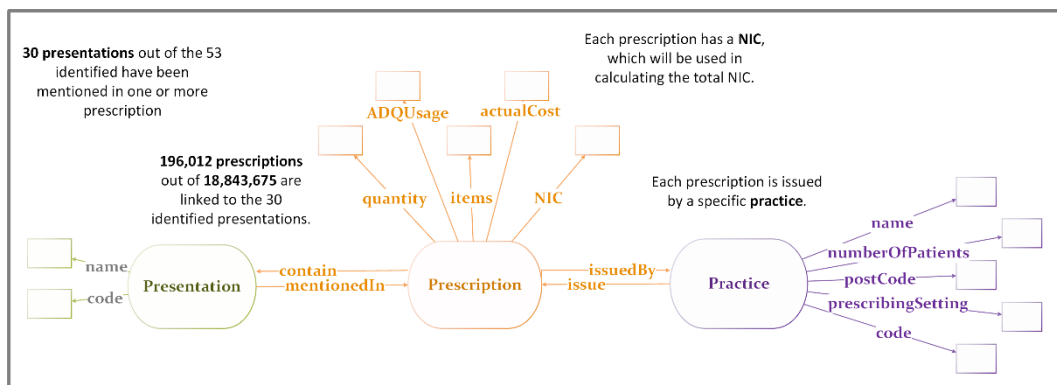 30 presentations out of the 53
identified have been
mentioned in one or more
prescription
Each prescription has a NIC,
which will be used in
calculating the total NIC.
ADQUsage
actualCost
196,012 prescriptions
out of 18,843,675 are
linked to the 30
identified presentations.
quantity
items
NIC
Each prescription is issued
by a specific practice.
name
code
Presentation
contain
mentionedIn
Prescription
issuedBy
issue
Practice
name
numberOfPatients
postCode
prescribingSetting
code